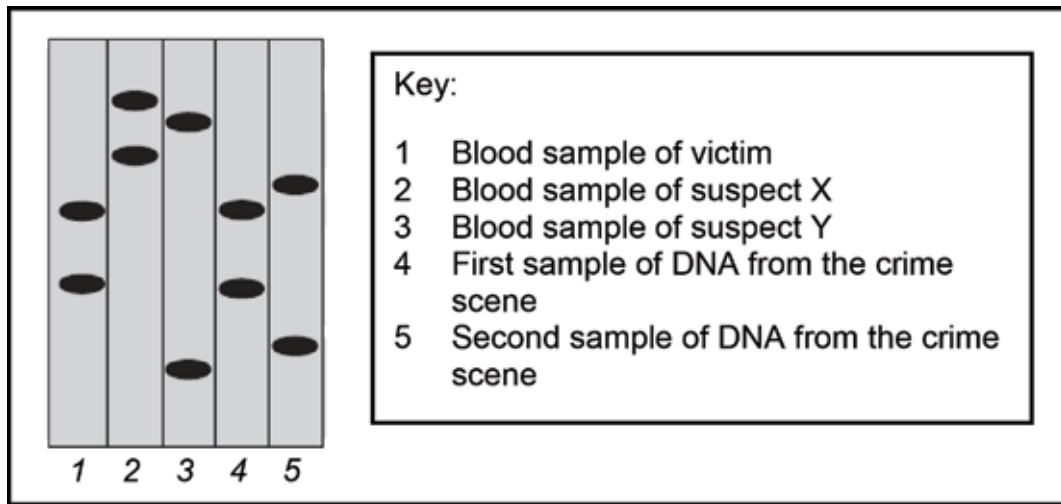 Key:
1 Blood sample of victim
2 Blood sample of suspect X
3 Blood sample of suspect Y
4 First sample of DNA from the crime
scene
5 Second sample of DNA from the crime
scene
1 2 3 4 5